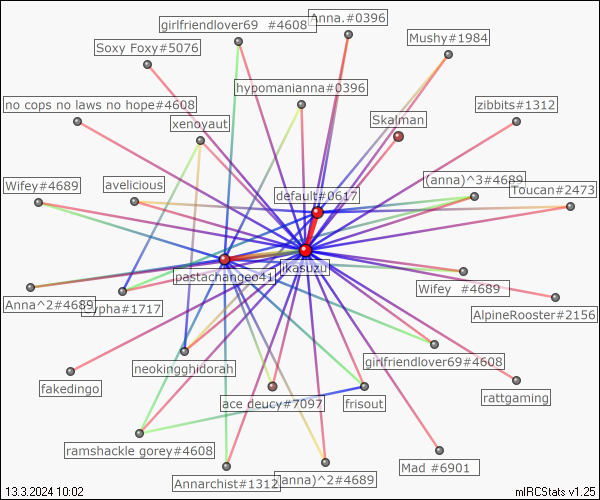 girlfriendlover69 #4608
Anna.#0396
Soxy Foxy#5076
Mushy#1984
hypomanianna#0396
no cops no laws no hope#4608
zibbits#1312
xenoyaut
Skalman
Wifey#4689
avelicious
(anna)^3#4689
Toucan#2473
default#0617
pastachangeo41
ikasuzu
Wifey #4689
Anna^2#4689
AlpineRooster#2156
neokingghidorah
girlfriendlover69#4608
fakedingo
ace deucy#7097
frisout
rattgaming
ramshackle gorey#4608
Annarchist#1312
(anna)^2#4689
Mad #6901
13.3.2024 10:02
mIRCStats v1.25